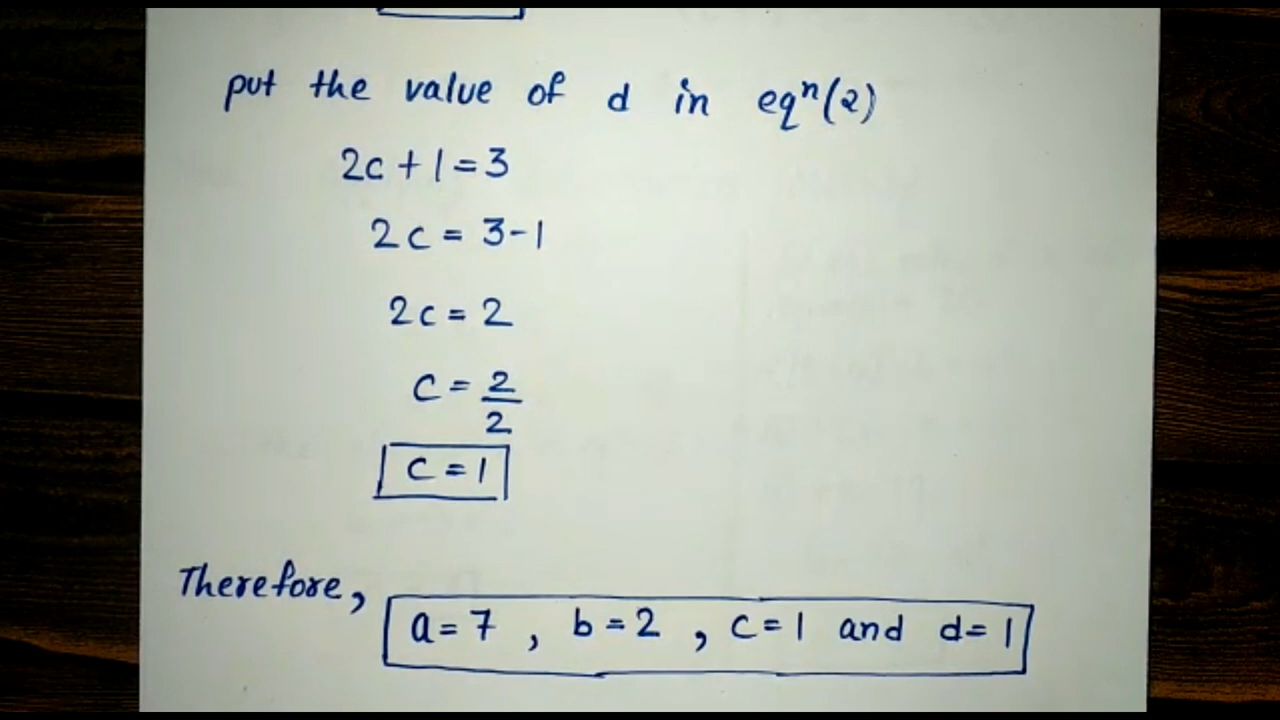 put the value of d in eqⁿ(2)
2c + 1 = 3
2c = 3 - 1
2c = 2
C = 2/2
C = 1
Therefore,
a = 7 , b = 2 , c = 1 and d = 1